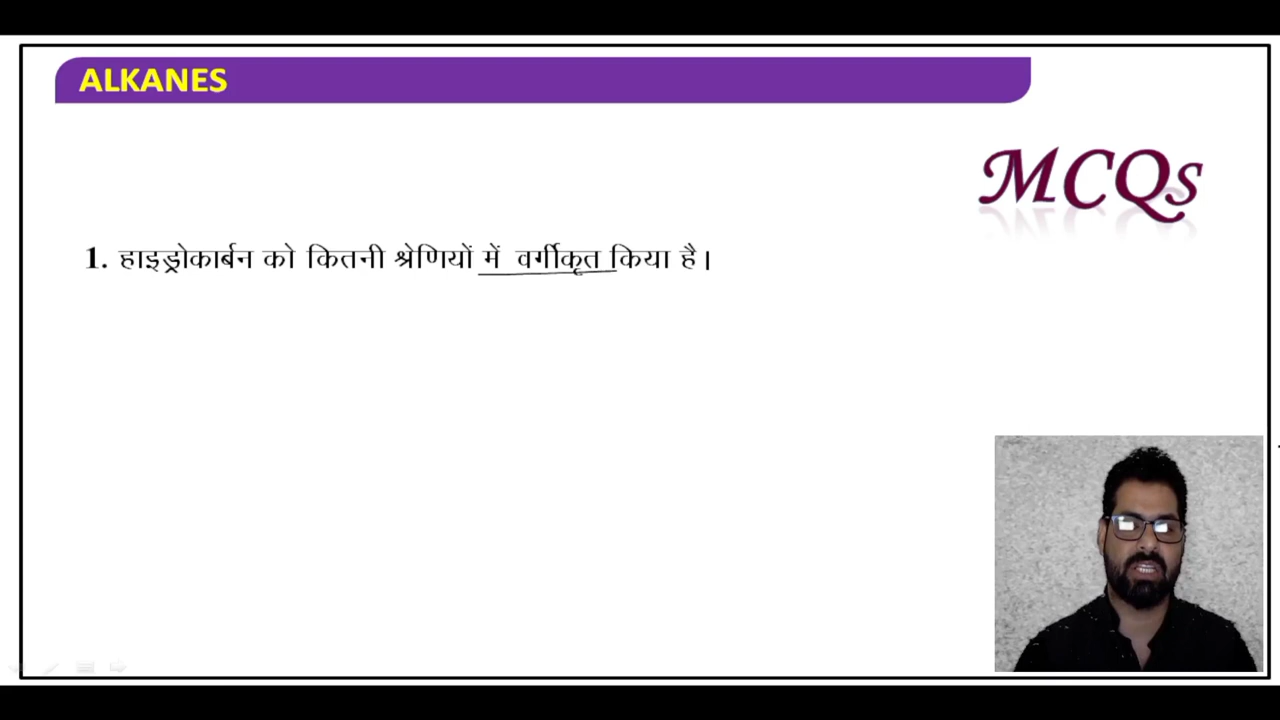 ALKANES
MCQs
1. हाइड्रोकार्बन को कितनी श्रेणियों में वर्गीकृत किया है।